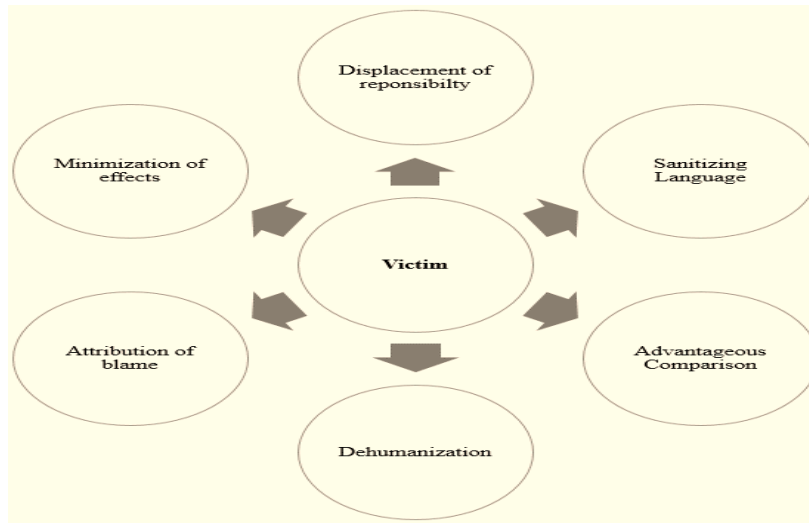 Displacement of
reponsibilty
Minimization of
effects
Sanitizing
Language
Victim
Attribution of
blame
Advantageous
Comparison
Dehumanization